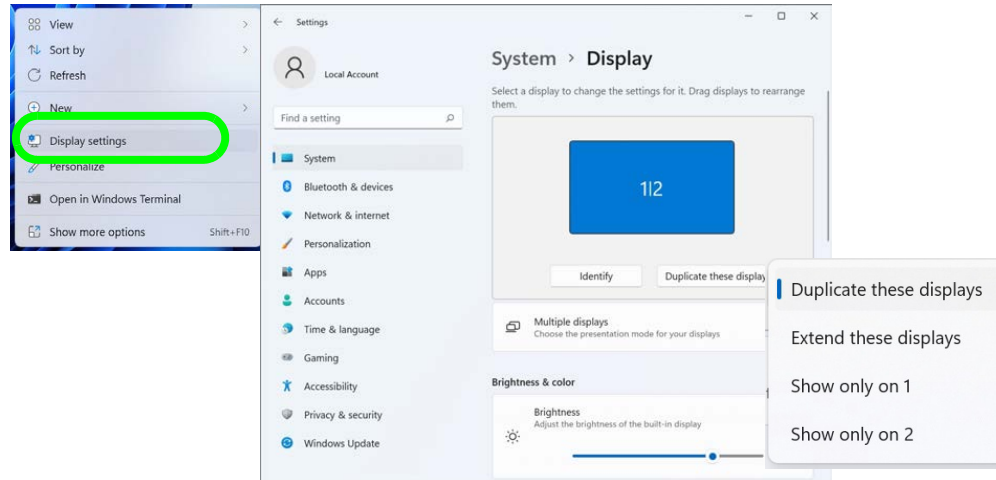 View
Sort by
Refresh
New
Display settings
Personalize
Open in Windows Terminal
Show more options Shift+F10
Settings
Local Account
Find a setting
System
Bluetooth & devices
Network & internet
Personalization
Apps
Accounts
Time & language
Gaming
Accessibility
Privacy & security
Windows Update
System > Display
Select a display to change the settings for it. Drag displays to rearrange
them.
1|2
Identify
Duplicate these display
Multiple displays
Choose the presentation mode for your displays
Brightness & color
Brightness
Adjust the brightness of the built-in display
Duplicate these displays
Extend these displays
Show only on 1
Show only on 2